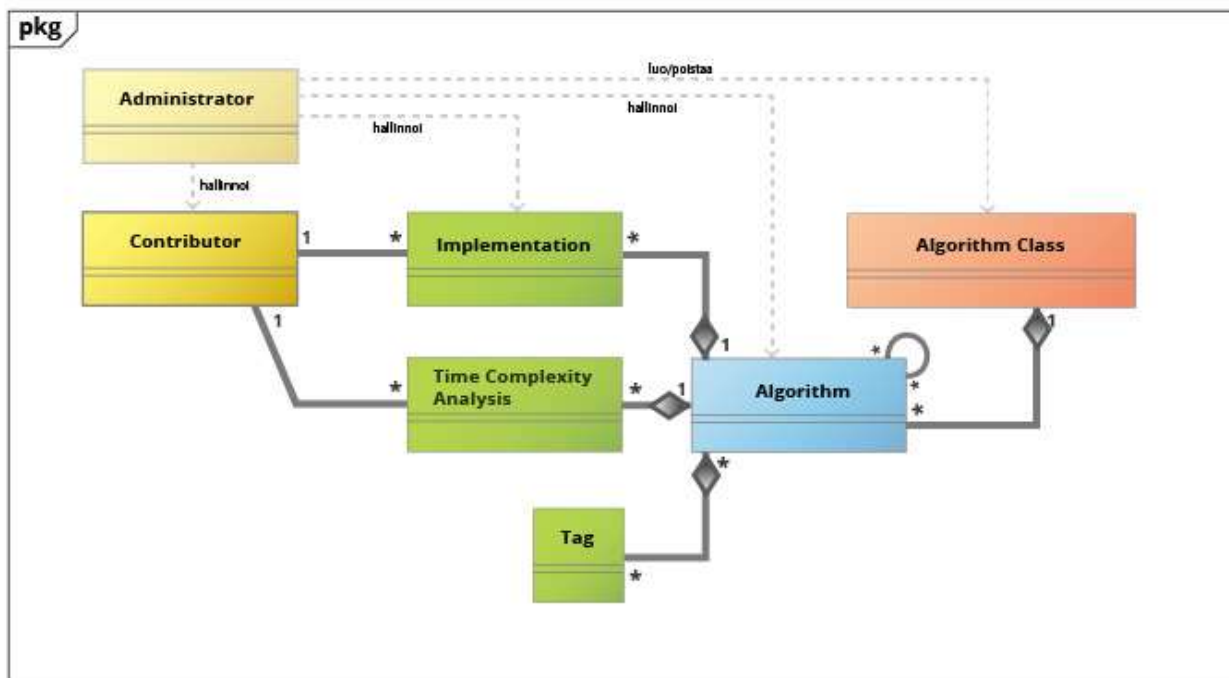 pkg
luo/poistaa
Administrator
hallinnoi
hallinnoi
hallinnoi
Contributor
1
*
Implementation
*
Algorithm Class
1
1
1
*
Time Complexity
Analysis
*
1
Algorithm
*
*
*
*
Tag
*